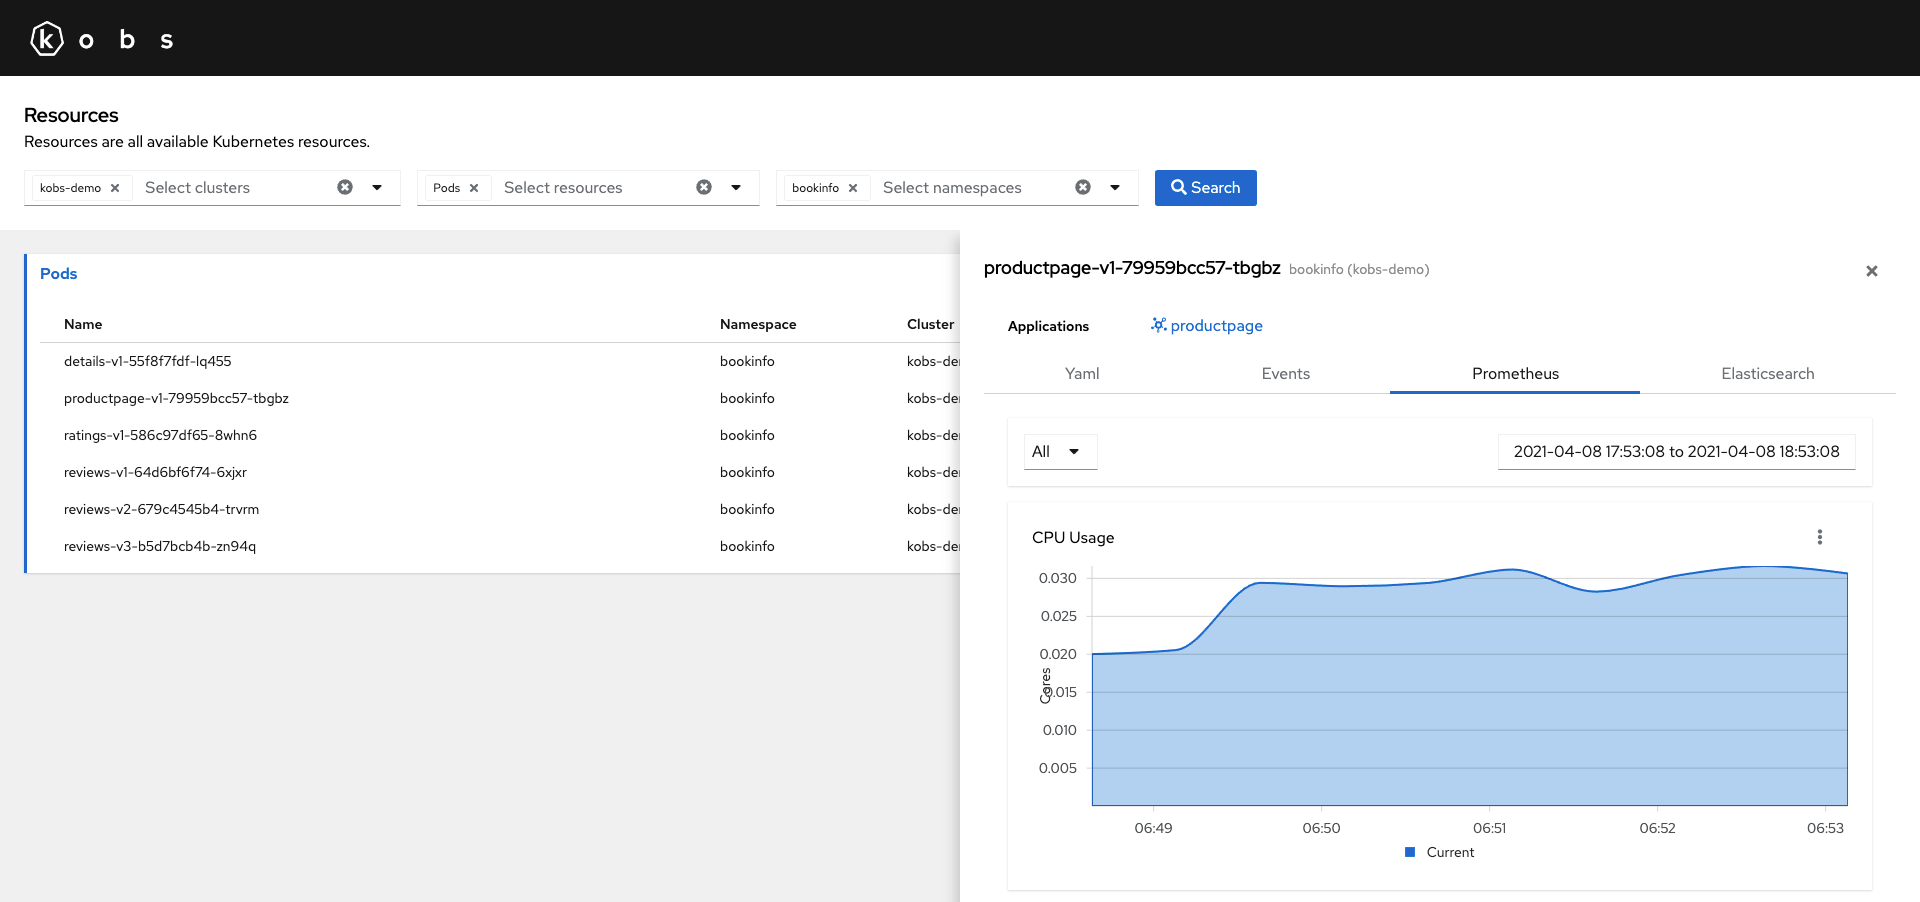 kobs
Resources
Resources are all available Kubernetes resources.
kobs-demo Select clusters Pods Select resources bookinfo Select namespaces Search
Pods
Name Namespace Cluster
details-v1-55f8f7fdf-lq455 bookinfo kobs-de
productpage-v1-79959bcc57-tbgbz bookinfo kobs-de
ratings-v1-586c97df65-8whn6 bookinfo kobs-de
reviews-v1-64d6bf6f74-6xjxr bookinfo kobs-de
reviews-v2-679c4545b4-trvrm bookinfo kobs-de
reviews-v3-b5d7bcb4b-zn94q bookinfo kobs-de
productpage-v1-79959bcc57-tbgbz bookinfo (kobs-demo)
Applications productpage
Yaml Events Prometheus Elasticsearch
All 2021-04-08 17:53:08 to 2021-04-08 18:53:08
CPU Usage
0.030
0.025
0.020
0.015
0.010
0.005
Cores
06:49 06:50 06:51 06:52 06:53
Current